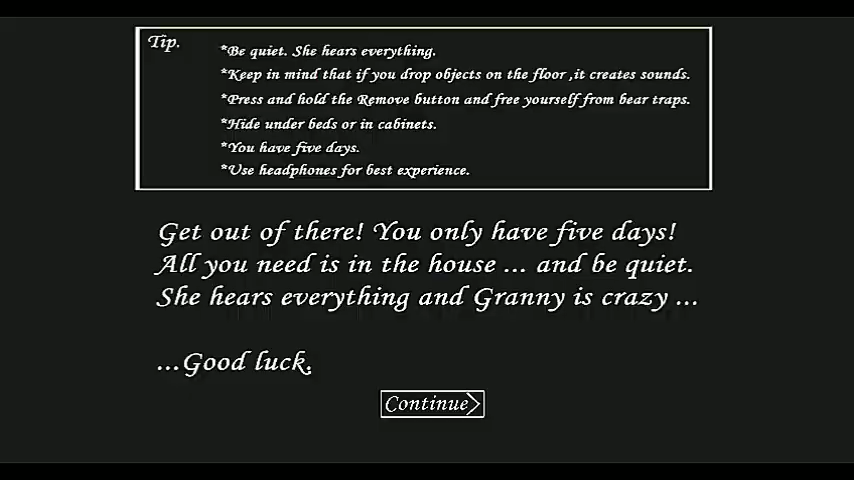 Tip.
*Be quiet. She hears everything.
*Keep in mind that if you drop objects on the floor ,it creates sounds.
*Press and hold the Remove button and free yourself from bear traps.
*Hide under beds or in cabinets.
*You have five days.
*Use headphones for best experience.
Get out of there! You only have five days!
All you need is in the house ... and be quiet.
She hears everything and Granny is crazy ...
...Good luck.
Continue>